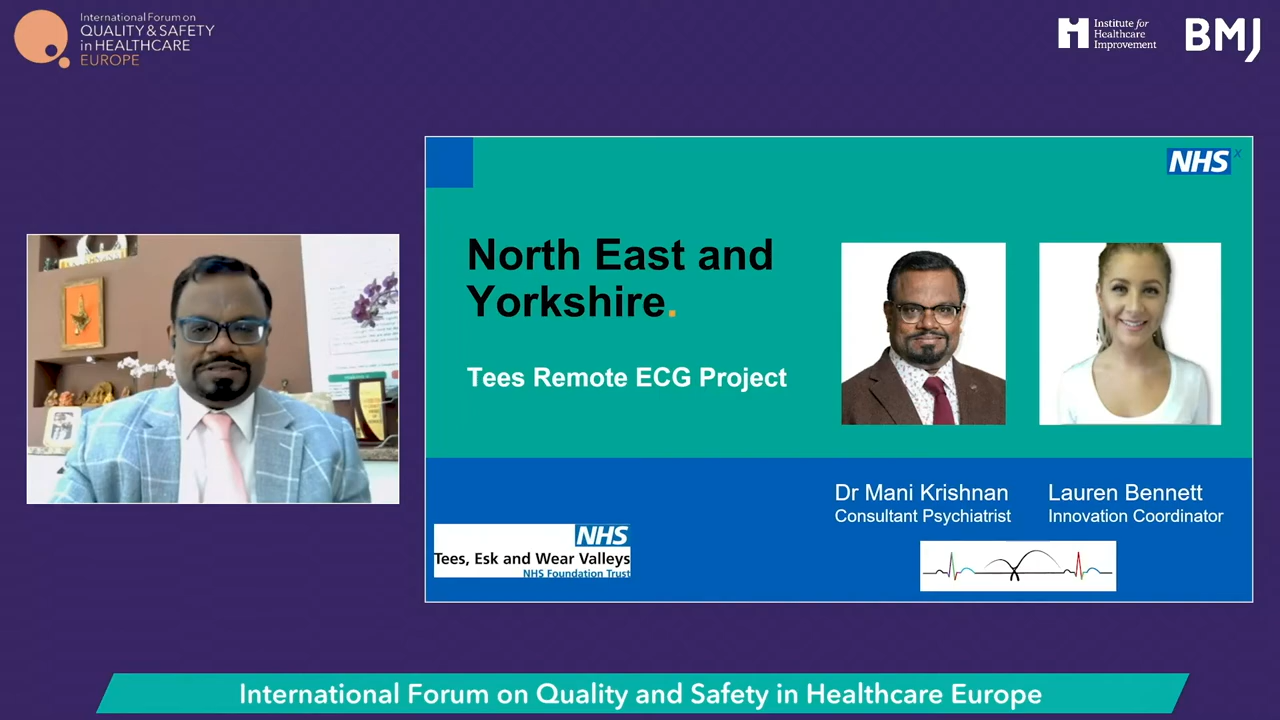 International Forum on
QUALITY & SAFETY
in HEALTHCARE
EUROPE
Institute for
Healthcare
Improvement
BMJ
NHS x
North East and
Yorkshire.
Tees Remote ECG Project
Dr Mani Krishnan
Consultant Psychiatrist
Lauren Bennett
Innovation Coordinator
NHS
Tees, Esk and Wear Valleys
NHS Foundation Trust
International Forum on Quality and Safety in Healthcare Europe